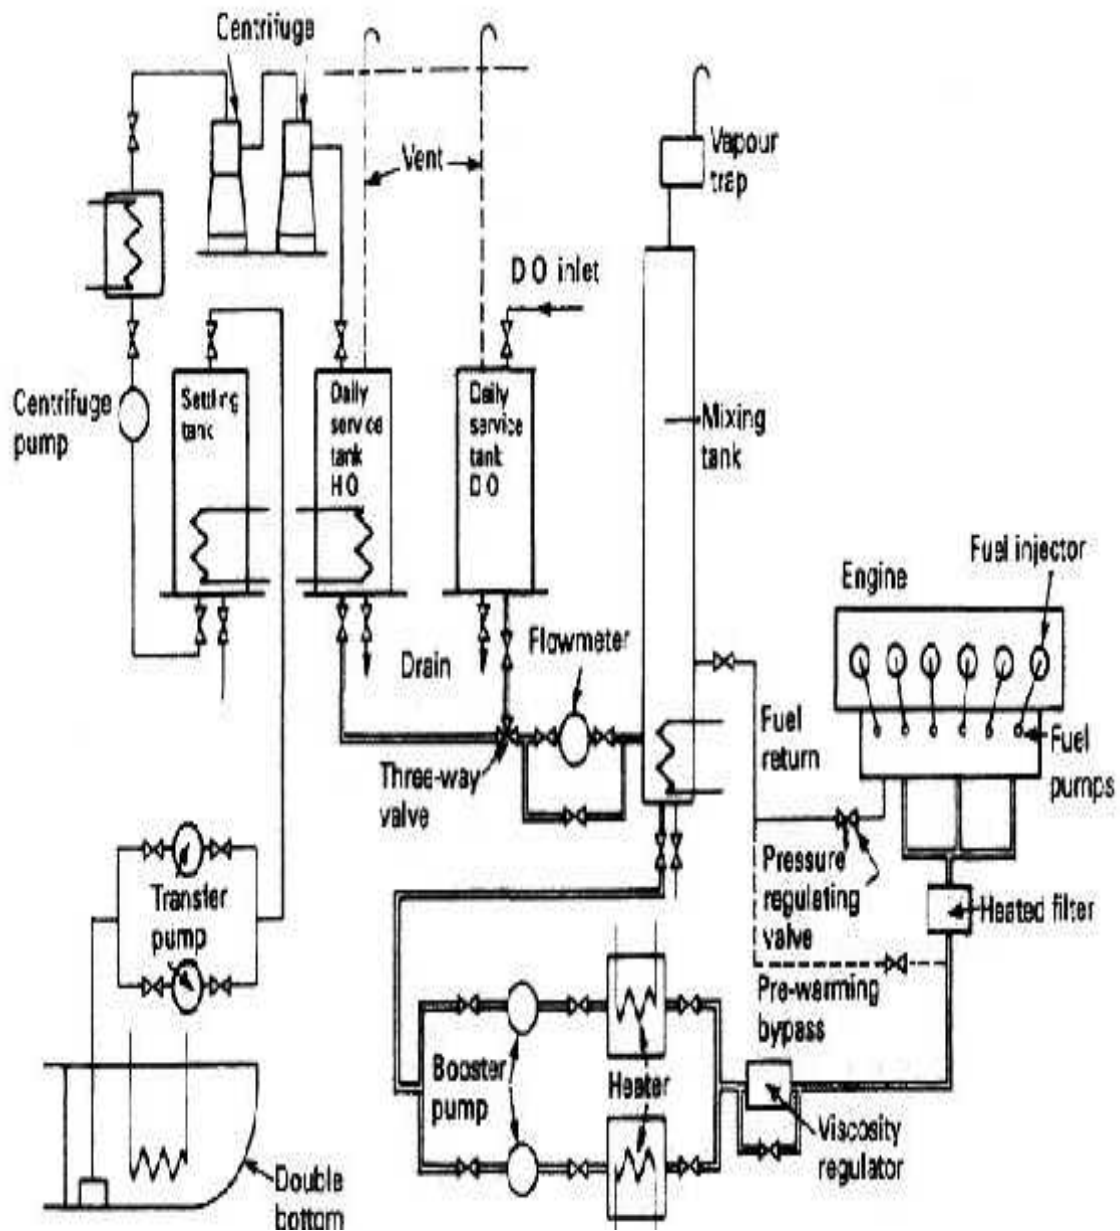 Centrifuge
Vapour
trap
Vent
D O inlet
Centrifuge
pump
Settling
tank
Daily
service
tank
H O
Daily
service
tank
D O
Mixing
tank
Fuel injector
Engine
Flowmeter
Drain
Fuel
return
Fuel
pumps
Three-way
valve
Pressure
regulating
valve
Heated filter
Transfer
pump
Pre-warming
bypass
Booster
pump
Heater
Viscosity
regulator
Double
bottom